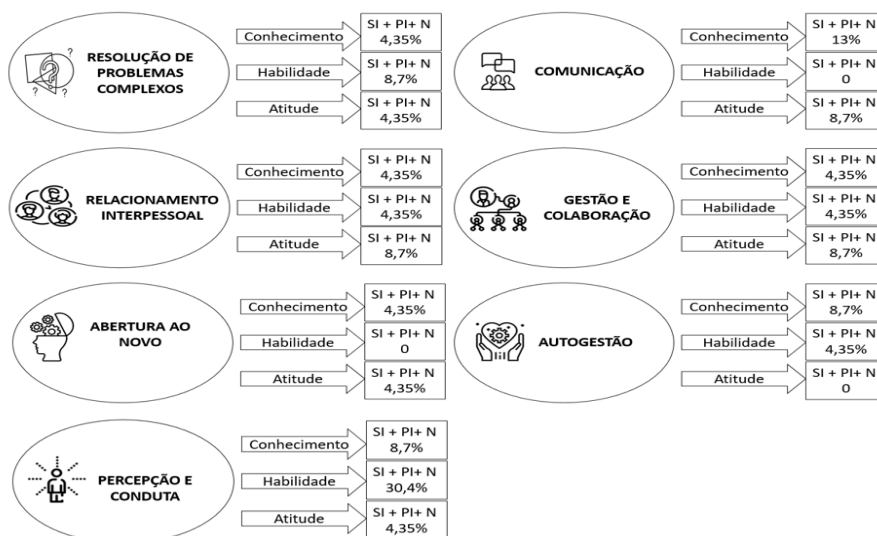 RESOLUÇÃO DE
PROBLEMAS
COMPLEXOS
Conhecimento
SI + PI+ N
4,35%
Habilidade
SI + PI+ N
8,7%
Atitude
SI + PI+ N
4,35%
COMUNICAÇÃO
Conhecimento
SI + PI+ N
13%
Habilidade
SI + PI+ N
0
Atitude
SI + PI+ N
8,7%
RELACIONAMENTO
INTERPESSOAL
Conhecimento
SI + PI+ N
4,35%
Habilidade
SI + PI+ N
4,35%
Atitude
SI + PI+ N
8,7%
GESTÃO E
COLABORAÇÃO
Conhecimento
SI + PI+ N
4,35%
Habilidade
SI + PI+ N
4,35%
Atitude
SI + PI+ N
8,7%
ABERTURA AO
NOVO
Conhecimento
SI + PI+ N
4,35%
Habilidade
SI + PI+ N
0
Atitude
SI + PI+ N
4,35%
AUTOGESTÃO
Conhecimento
SI + PI+ N
8,7%
Habilidade
SI + PI+ N
4,35%
Atitude
SI + PI+ N
0
PERCEPÇÃO E
CONDUTA
Conhecimento
SI + PI+ N
8,7%
Habilidade
SI + PI+ N
30,4%
Atitude
SI + PI+ N
4,35%